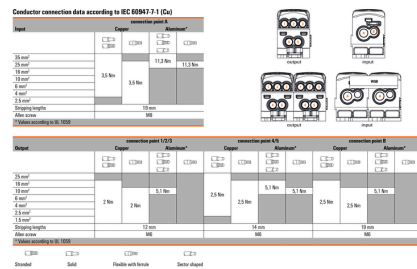 Conductor connection data according to IEC 60947-7-1 (Cu)
connection point A
Input Copper Aluminum*
35 mm²
25 mm²
16 mm²
10 mm²
6 mm²
4 mm²
2.5 mm²
3,5 Nm 3,5 Nm 11,3 Nm 11,3 Nm
Stripping lengths 19 mm
Allen screw M8
* Values according to UL 1059
output input
output input
connection point 1/2/3 connection point 4/5 connection point B
Output Copper Aluminum* Copper Aluminum* Copper Aluminum*
25 mm²
16 mm²
10 mm²
6 mm²
4 mm²
2.5 mm²
1.5 mm²
2 Nm 2 Nm 5,1 Nm 2,5 Nm 2,5 Nm 5,1 Nm 5,1 Nm 2,5 Nm 2,5 Nm 5,1 Nm
Stripping lengths 12 mm 14 mm 19 mm
Allen screw M6 M6 M6
* Values according to UL 1059
Stranded Solid Flexible with ferrule Sector shaped